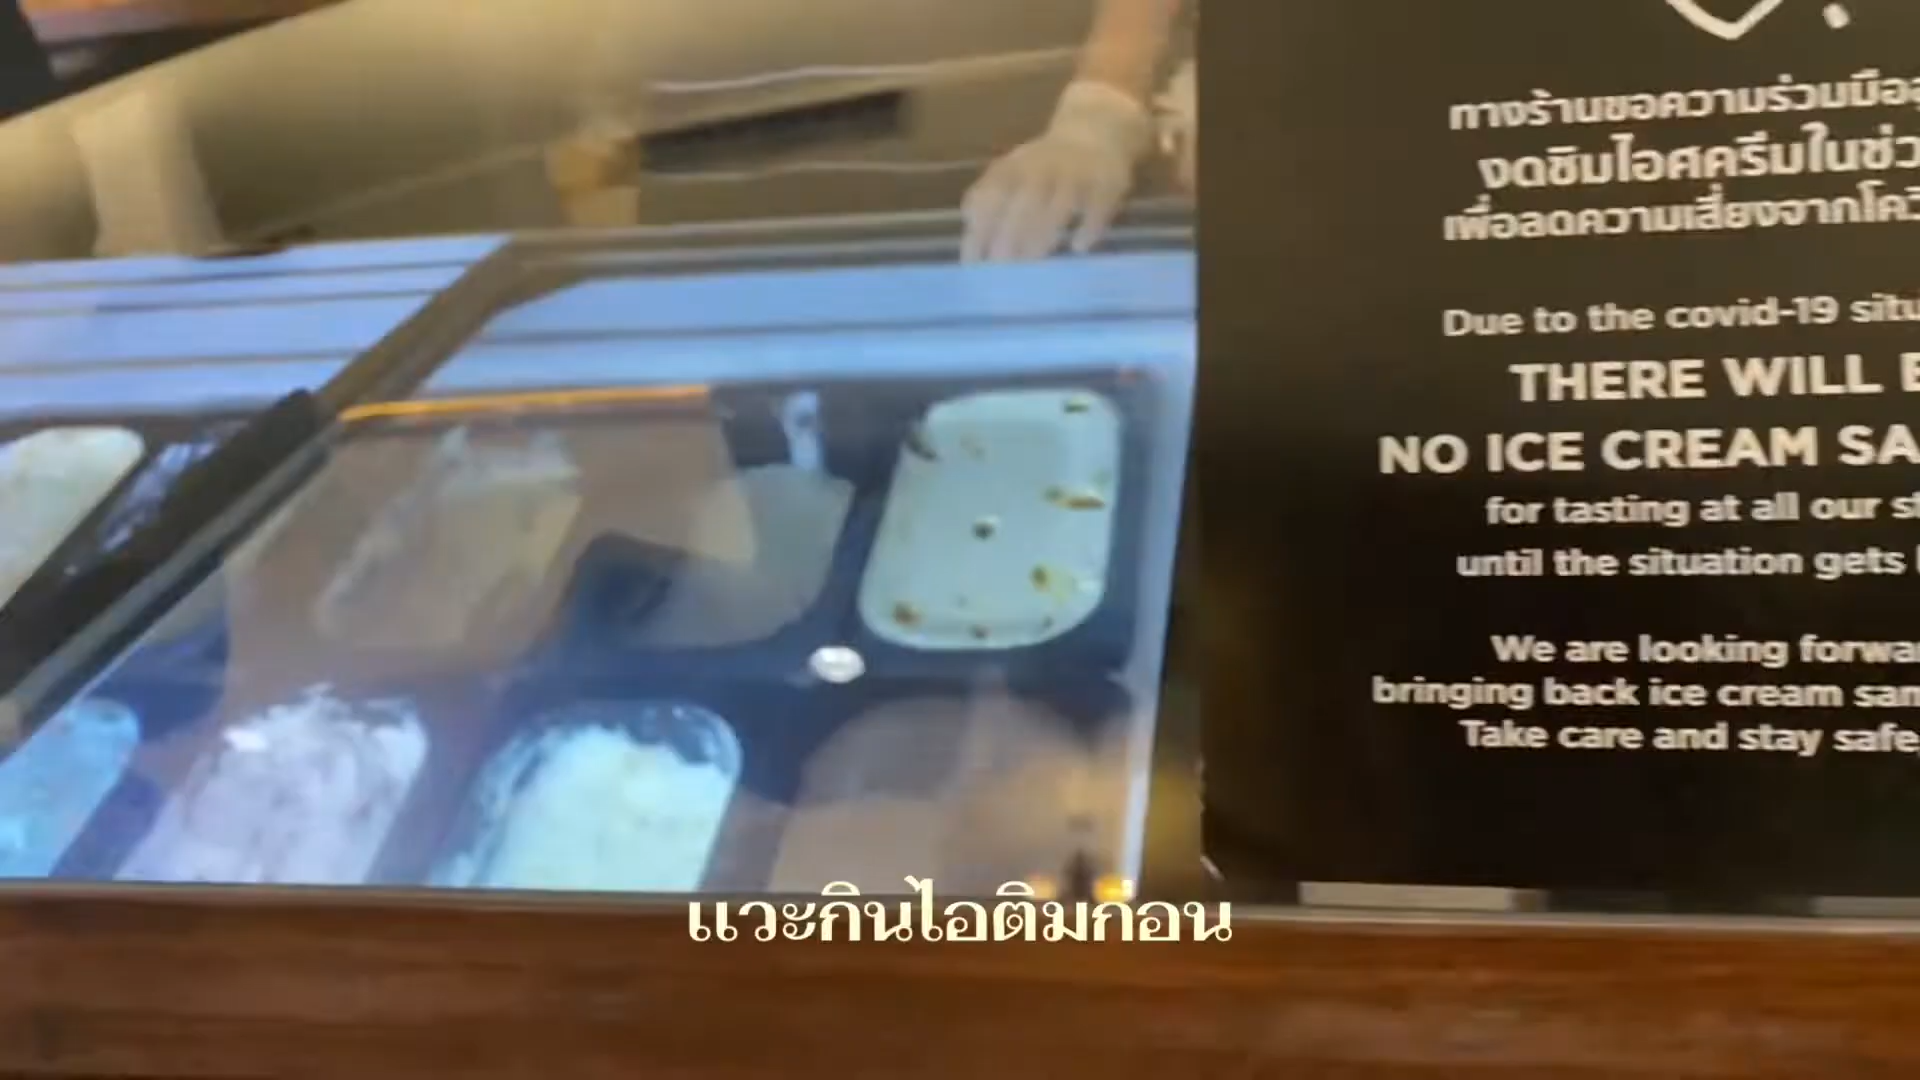 ทางร้านขอความร่วมมือ
งดชิมไอศครีมในช่ว
เพื่อลดความเสี่ยงจากโคว
Due to the covid-19 situ
THERE WILL
NO ICE CREAM SA
for tasting at all our
until the situation gets
We are looking forwa
bringing back ice cream sam
Take care and stay safe,
แวะกินไอติมก่อน